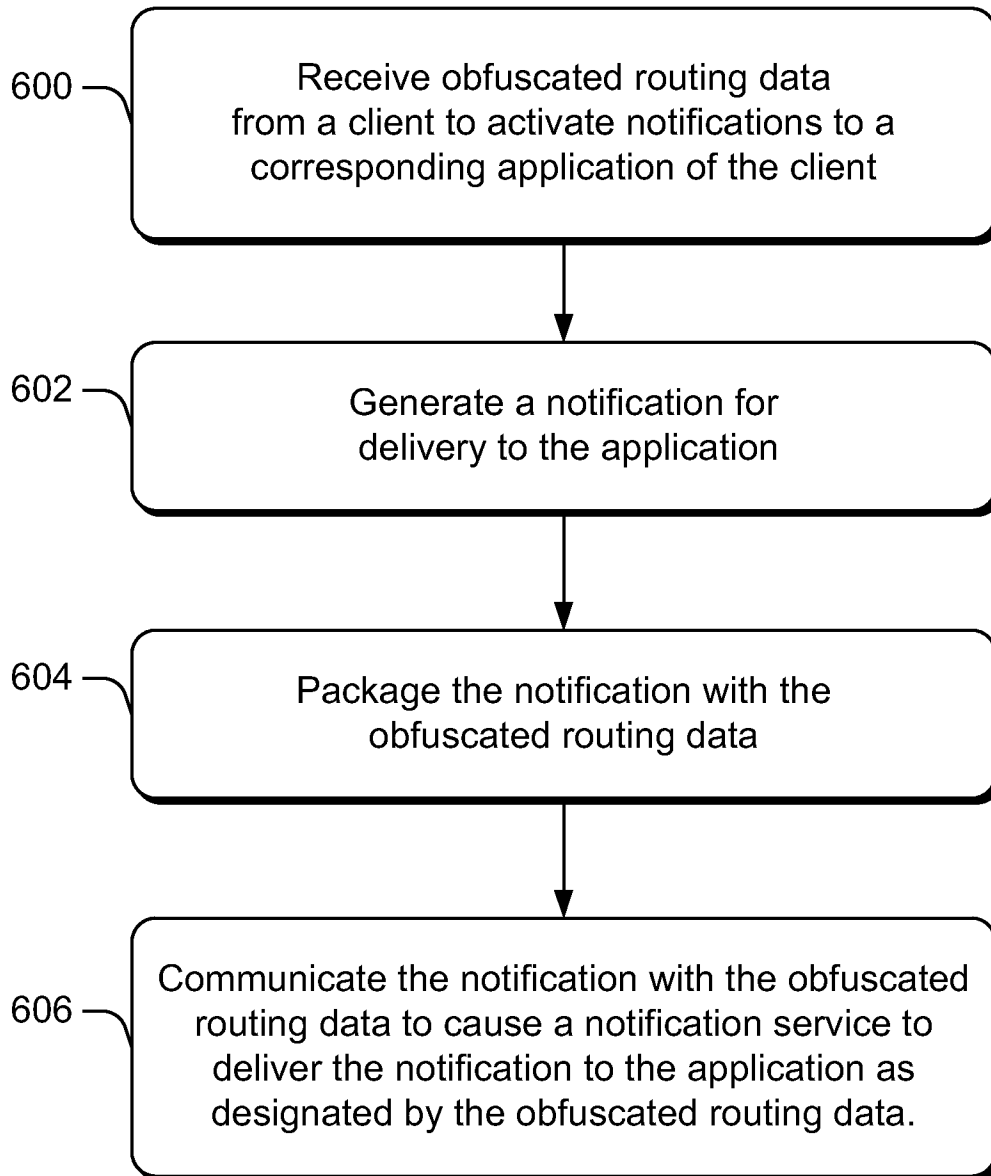 600
Receive obfuscated routing data
from a client to activate notifications to a
corresponding application of the client
602
Generate a notification for
delivery to the application
604
Package the notification with the
obfuscated routing data
606
Communicate the notification with the obfuscated
routing data to cause a notification service to
deliver the notification to the application as
designated by the obfuscated routing data.